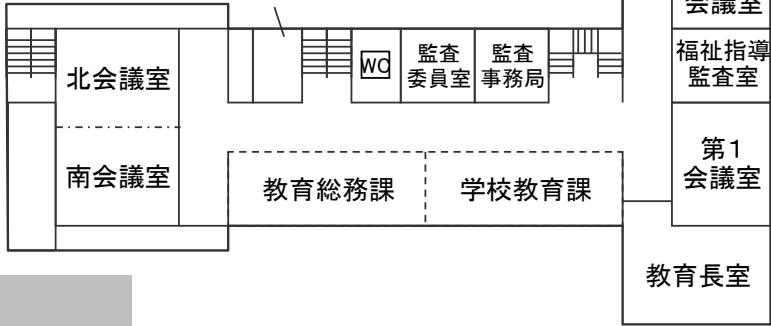 会議室
福祉指導
監査室
北会議室
WC
監査
委員室
監査
事務局
第1
会議室
南会議室
教育総務課
学校教育課
教育長室